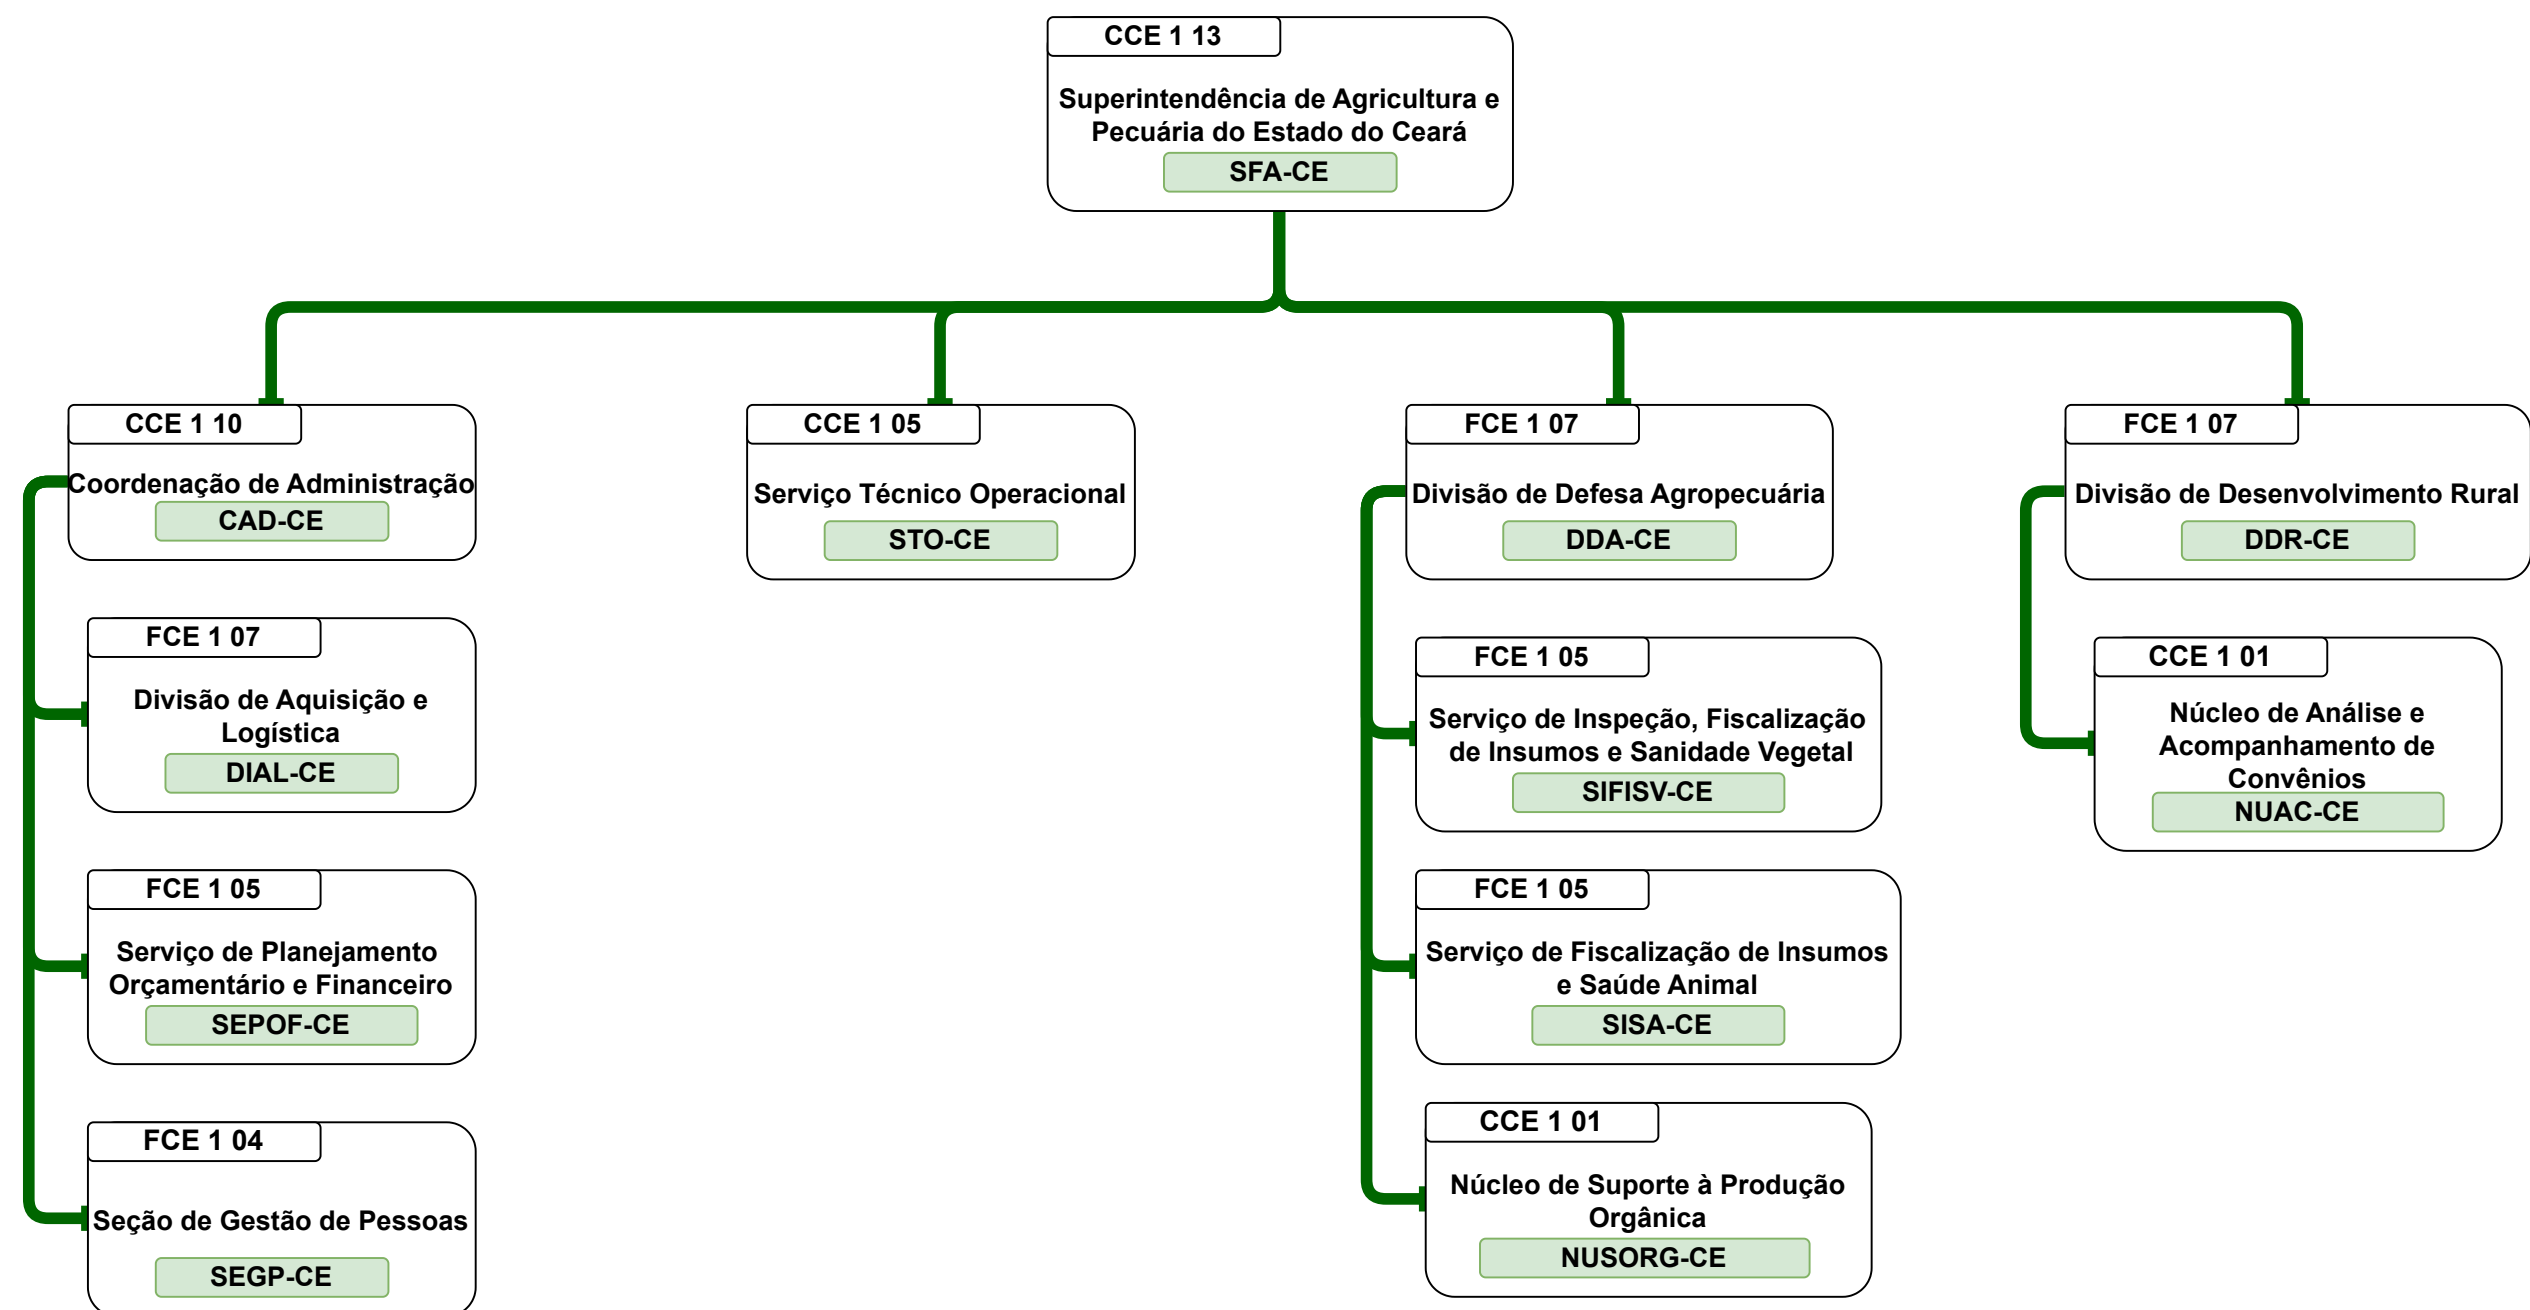 CCE 1 13
Superintendência de Agricultura e
Pecuária do Estado do Ceará
SFA-CE
CCE 1 10
Coordenação de Administração
CAD-CE
FCE 1 07
Divisão de Aquisição e
Logística
DIAL-CE
FCE 1 05
Serviço de Planejamento
Orçamentário e Financeiro
SEPOF-CE
FCE 1 04
Seção de Gestão de Pessoas
SEGP-CE
CCE 1 05
Serviço Técnico Operacional
STO-CE
FCE 1 07
Divisão de Defesa Agropecuária
DDA-CE
FCE 1 05
Serviço de Inspeção, Fiscalização
de Insumos e Sanidade Vegetal
SIFISV-CE
FCE 1 05
Serviço de Fiscalização de Insumos
e Saúde Animal
SISA-CE
CCE 1 01
Núcleo de Suporte à Produção
Orgânica
NUSORG-CE
FCE 1 07
Divisão de Desenvolvimento Rural
DDR-CE
CCE 1 01
Núcleo de Análise e
Acompanhamento de
Convênios
NUAC-CE